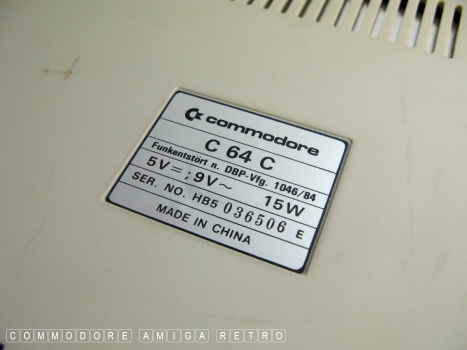 commodore
C 64 C
Funkentstört n. DBP-Vfg. 1046/84
5V⎓;9V~ 15W
SER. NO. HB5 036506 E
MADE IN CHINA
COMMODORE AMIGA RETRO